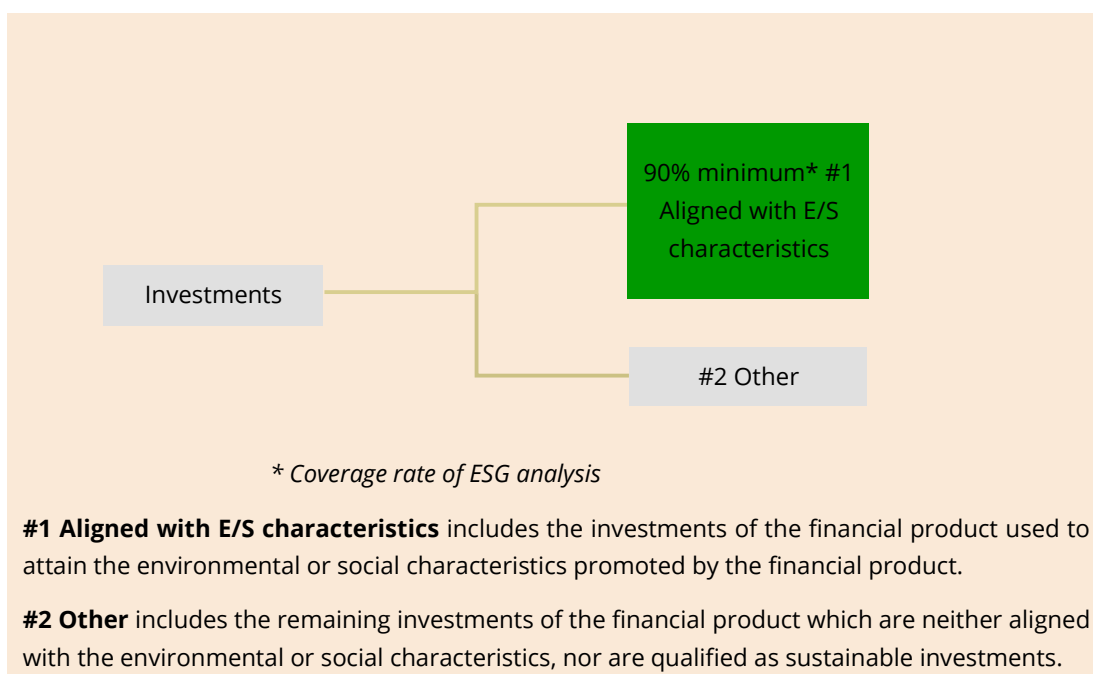 90% minimum* #1
Aligned with E/S
characteristics
Investments
#2 Other
* Coverage rate of ESG analysis
#1 Aligned with E/S characteristics includes the investments of the financial product used to
attain the environmental or social characteristics promoted by the financial product.
#2 Other includes the remaining investments of the financial product which are neither aligned
with the environmental or social characteristics, nor are qualified as sustainable investments.